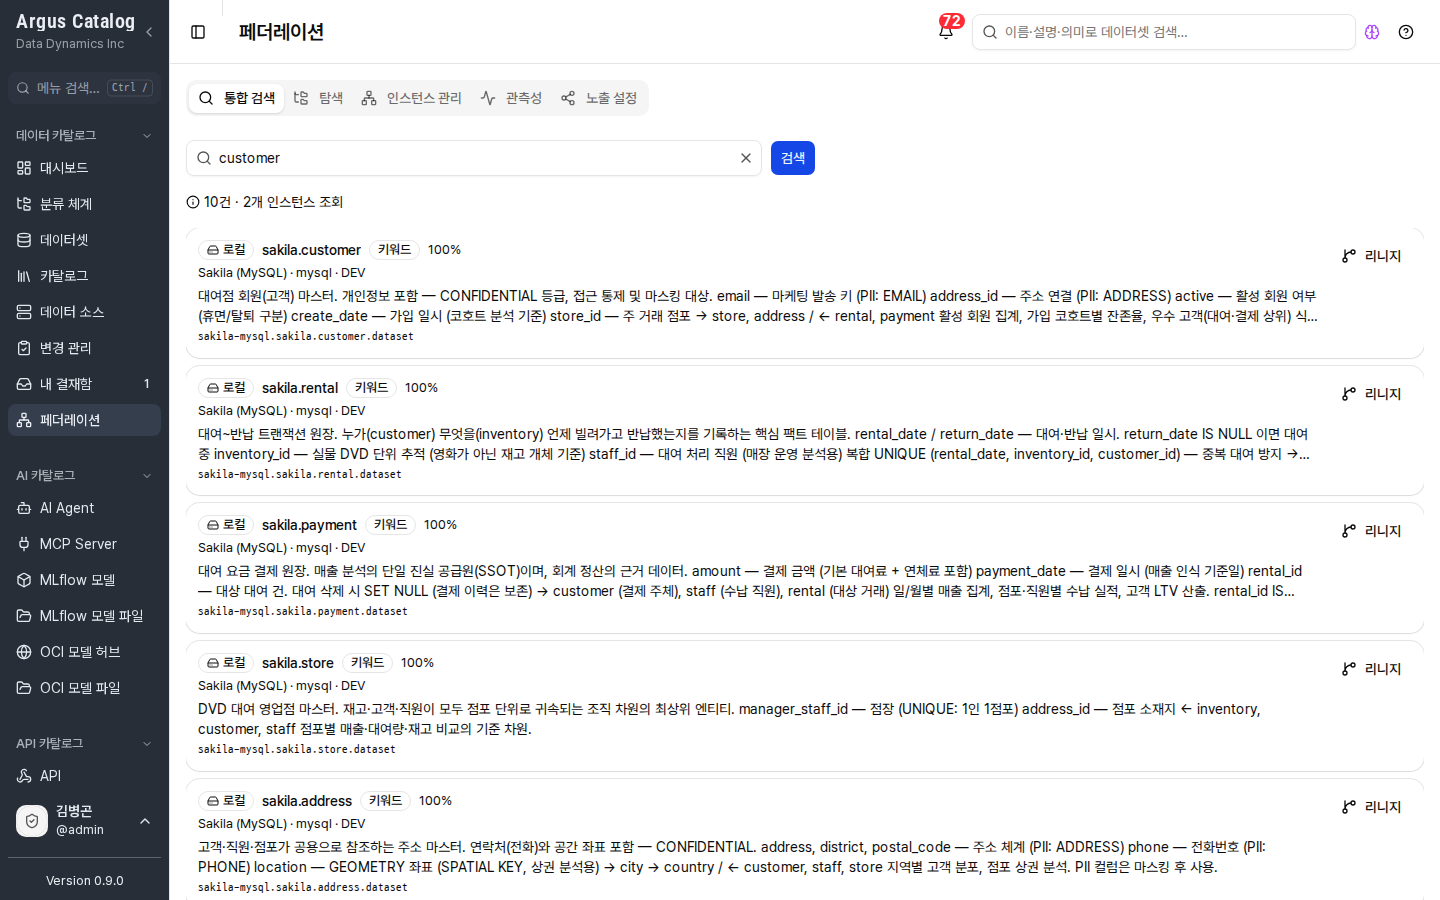 Argus Catalog
Data Dynamics Inc
메뉴 검색...
Ctrl /
데이터 카탈로그
대시보드
분류 체계
데이터셋
카탈로그
데이터 소스
변경 관리
내 결재함
1
페더레이션
AI 카탈로그
AI Agent
MCP Server
MLflow 모델
MLflow 모델 파일
OCI 모델 허브
OCI 모델 파일
API 카탈로그
API
김병곤
@admin
Version 0.9.0
페더레이션
72
이름·설명·의미로 데이터셋 검색...
통합 검색
탐색
인스턴스 관리
관측성
노출 설정
customer
검색
10건 · 2개 인스턴스 조회
로컬 sakila.customer 키워드 100%
리니지
Sakila (MySQL) · mysql · DEV
대여점 회원(고객) 마스터. 개인정보 포함 — CONFIDENTIAL 등급, 접근 통제 및 마스킹 대상. email — 마케팅 발송 키 (PII: EMAIL) address_id — 주소 연결 (PII: ADDRESS) active — 활성 회원 여부
(휴면/탈퇴 구분) create_date — 가입 일시 (코호트 분석 기준) store_id — 주 거래 점포 → store, address / ← rental, payment 활성 회원 집계, 가입 코호트별 잔존율, 우수 고객(대여·결제 상위) 식...
sakila-mysql.sakila.customer.dataset
로컬 sakila.rental 키워드 100%
리니지
Sakila (MySQL) · mysql · DEV
대여~반납 트랜잭션 원장. 누가(customer) 무엇을(inventory) 언제 빌려가고 반납했는지를 기록하는 핵심 팩트 테이블. rental_date / return_date — 대여·반납 일시. return_date IS NULL 이면 대여
중 inventory_id — 실물 DVD 단위 추적 (영화가 아닌 재고 개체 기준) staff_id — 대여 처리 직원 (매장 운영 분석용) 복합 UNIQUE (rental_date, inventory_id, customer_id) — 중복 대여 방지 →...
sakila-mysql.sakila.rental.dataset
로컬 sakila.payment 키워드 100%
리니지
Sakila (MySQL) · mysql · DEV
대여 요금 결제 원장. 매출 분석의 단일 진실 공급원(SSOT)이며, 회계 정산의 근거 데이터. amount — 결제 금액 (기본 대여료 + 연체료 포함) payment_date — 결제 일시 (매출 인식 기준일) rental_id
— 대상 대여 건. 대여 삭제 시 SET NULL (결제 이력은 보존) → customer (결제 주체), staff (수납 직원), rental (대상 거래) 일/월별 매출 집계, 점포·직원별 수납 실적, 고객 LTV 산출. rental_id IS...
sakila-mysql.sakila.payment.dataset
로컬 sakila.store 키워드 100%
리니지
Sakila (MySQL) · mysql · DEV
DVD 대여 영업점 마스터. 재고·고객·직원이 모두 점포 단위로 귀속되는 조직 차원의 최상위 엔티티. manager_staff_id — 점장 (UNIQUE: 1인 1점포) address_id — 점포 소재지 ← inventory,
customer, staff 점포별 매출·대여량·재고 비교의 기준 차원.
sakila-mysql.sakila.store.dataset
로컬 sakila.address 키워드 100%
리니지
Sakila (MySQL) · mysql · DEV
고객·직원·점포가 공용으로 참조하는 주소 마스터. 연락처(전화)와 공간 좌표 포함 — CONFIDENTIAL. address, district, postal_code — 주소 체계 (PII: ADDRESS) phone — 전화번호 (PII:
PHONE) location — GEOMETRY 좌표 (SPATIAL KEY, 상권 분석용) → city → country / ← customer, staff, store 지역별 고객 분포, 점포 상권 분석. PII 컬럼은 마스킹 후 사용.
sakila-mysql.sakila.address.dataset